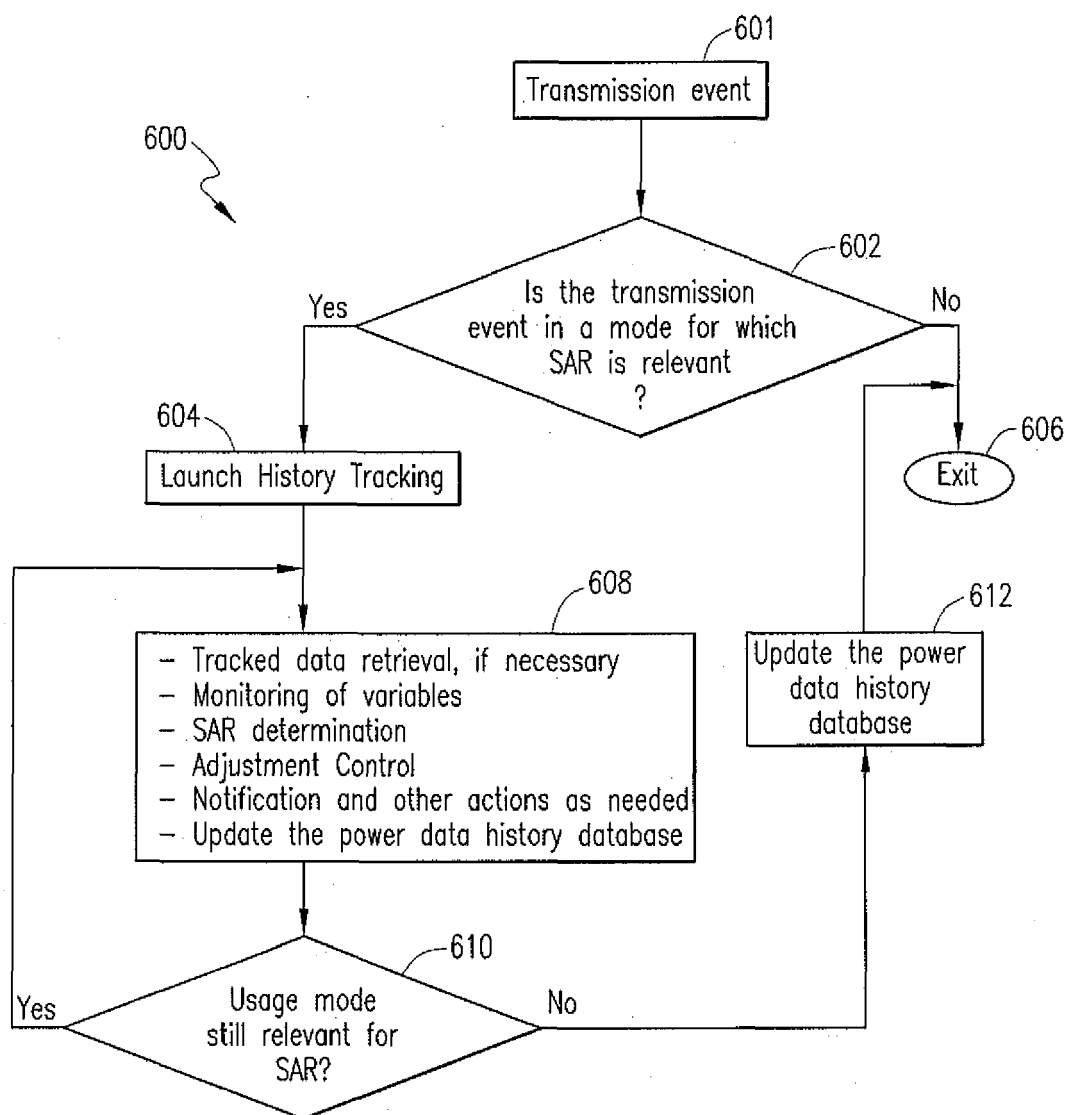 601
Transmission event
600
602
Is the transmission
event in a mode for which
SAR is relevant
?
Yes
No
604
Launch History Tracking
606
Exit
608
- Tracked data retrieval, if necessary
- Monitoring of variables
- SAR determination
- Adjustment Control
- Notification and other actions as needed
- Update the power data history database
612
Update the power
data history
database
610
Usage mode
still relevant for
SAR?
Yes
No